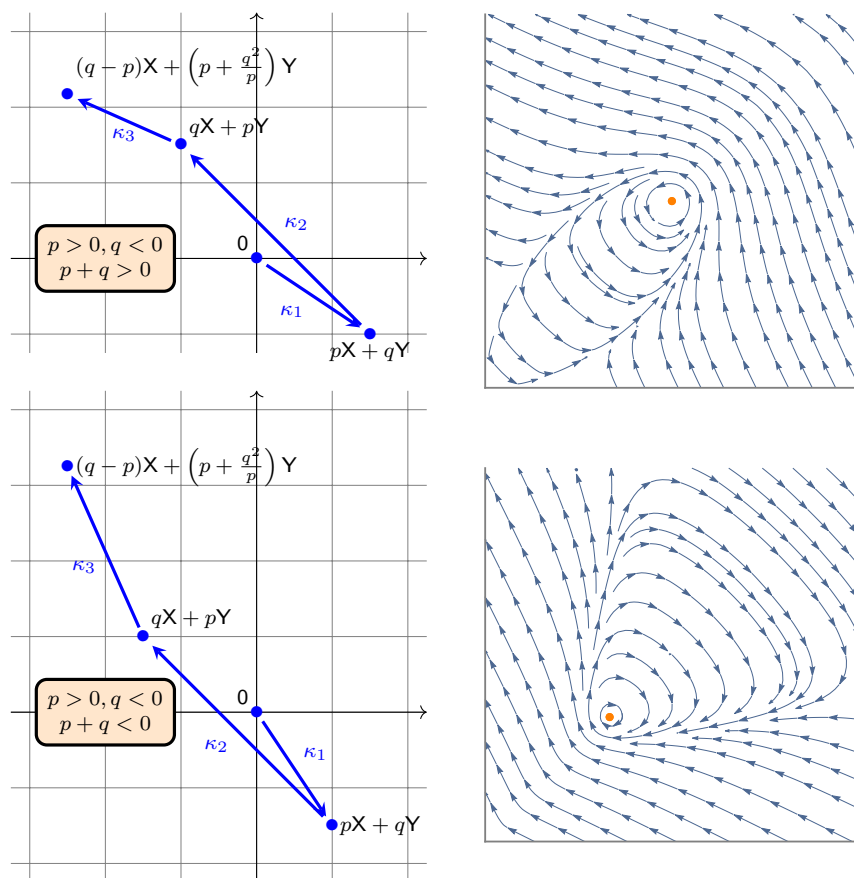 (q − p)X + (p + q²/p) Y
qX + pY
κ₃
κ₂
p > 0, q < 0
p + q > 0
0
κ₁
pX + qY
(q − p)X + (p + q²/p) Y
κ₃
qX + pY
p > 0, q < 0
p + q < 0
0
κ₂
κ₁
pX + qY